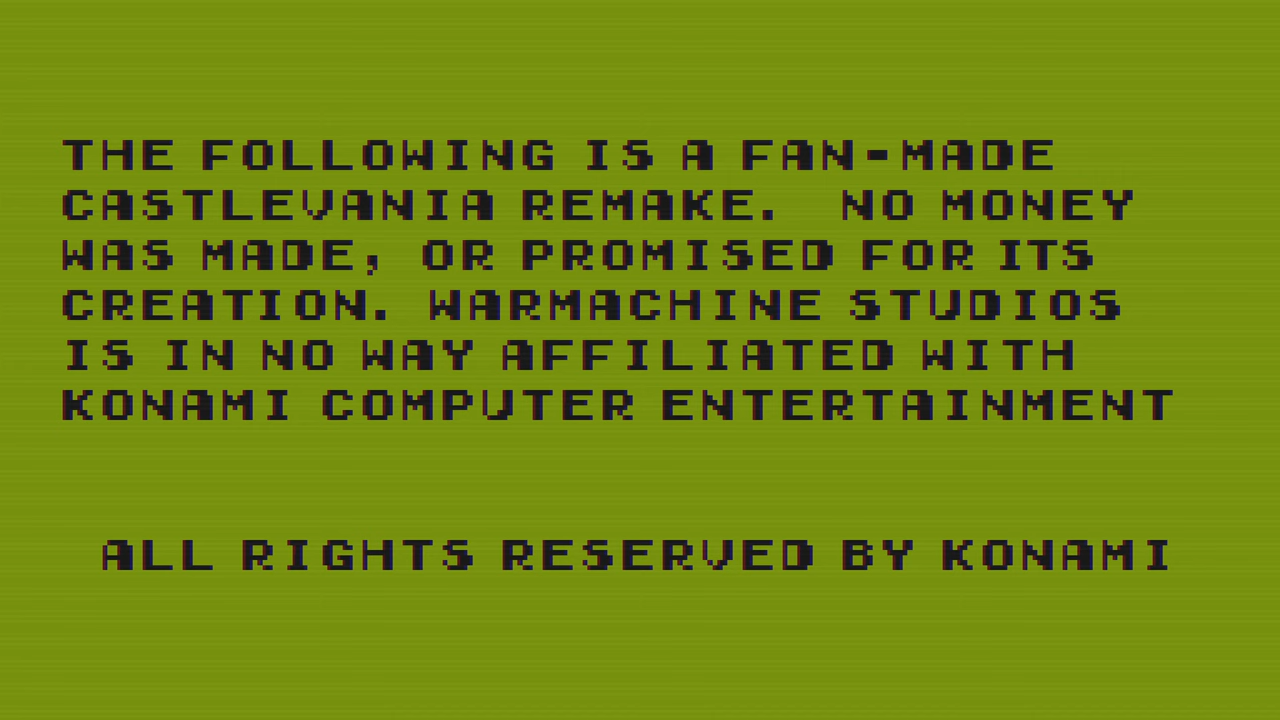 THE FOLLOWING IS A FAN-MADE
CASTLEVANIA REMAKE.  NO MONEY
WAS MADE, OR PROMISED FOR ITS
CREATION. WARMACHINE STUDIOS
IS IN NO WAY AFFILIATED WITH
KONAMI COMPUTER ENTERTAINMENT
ALL RIGHTS RESERVED BY KONAMI